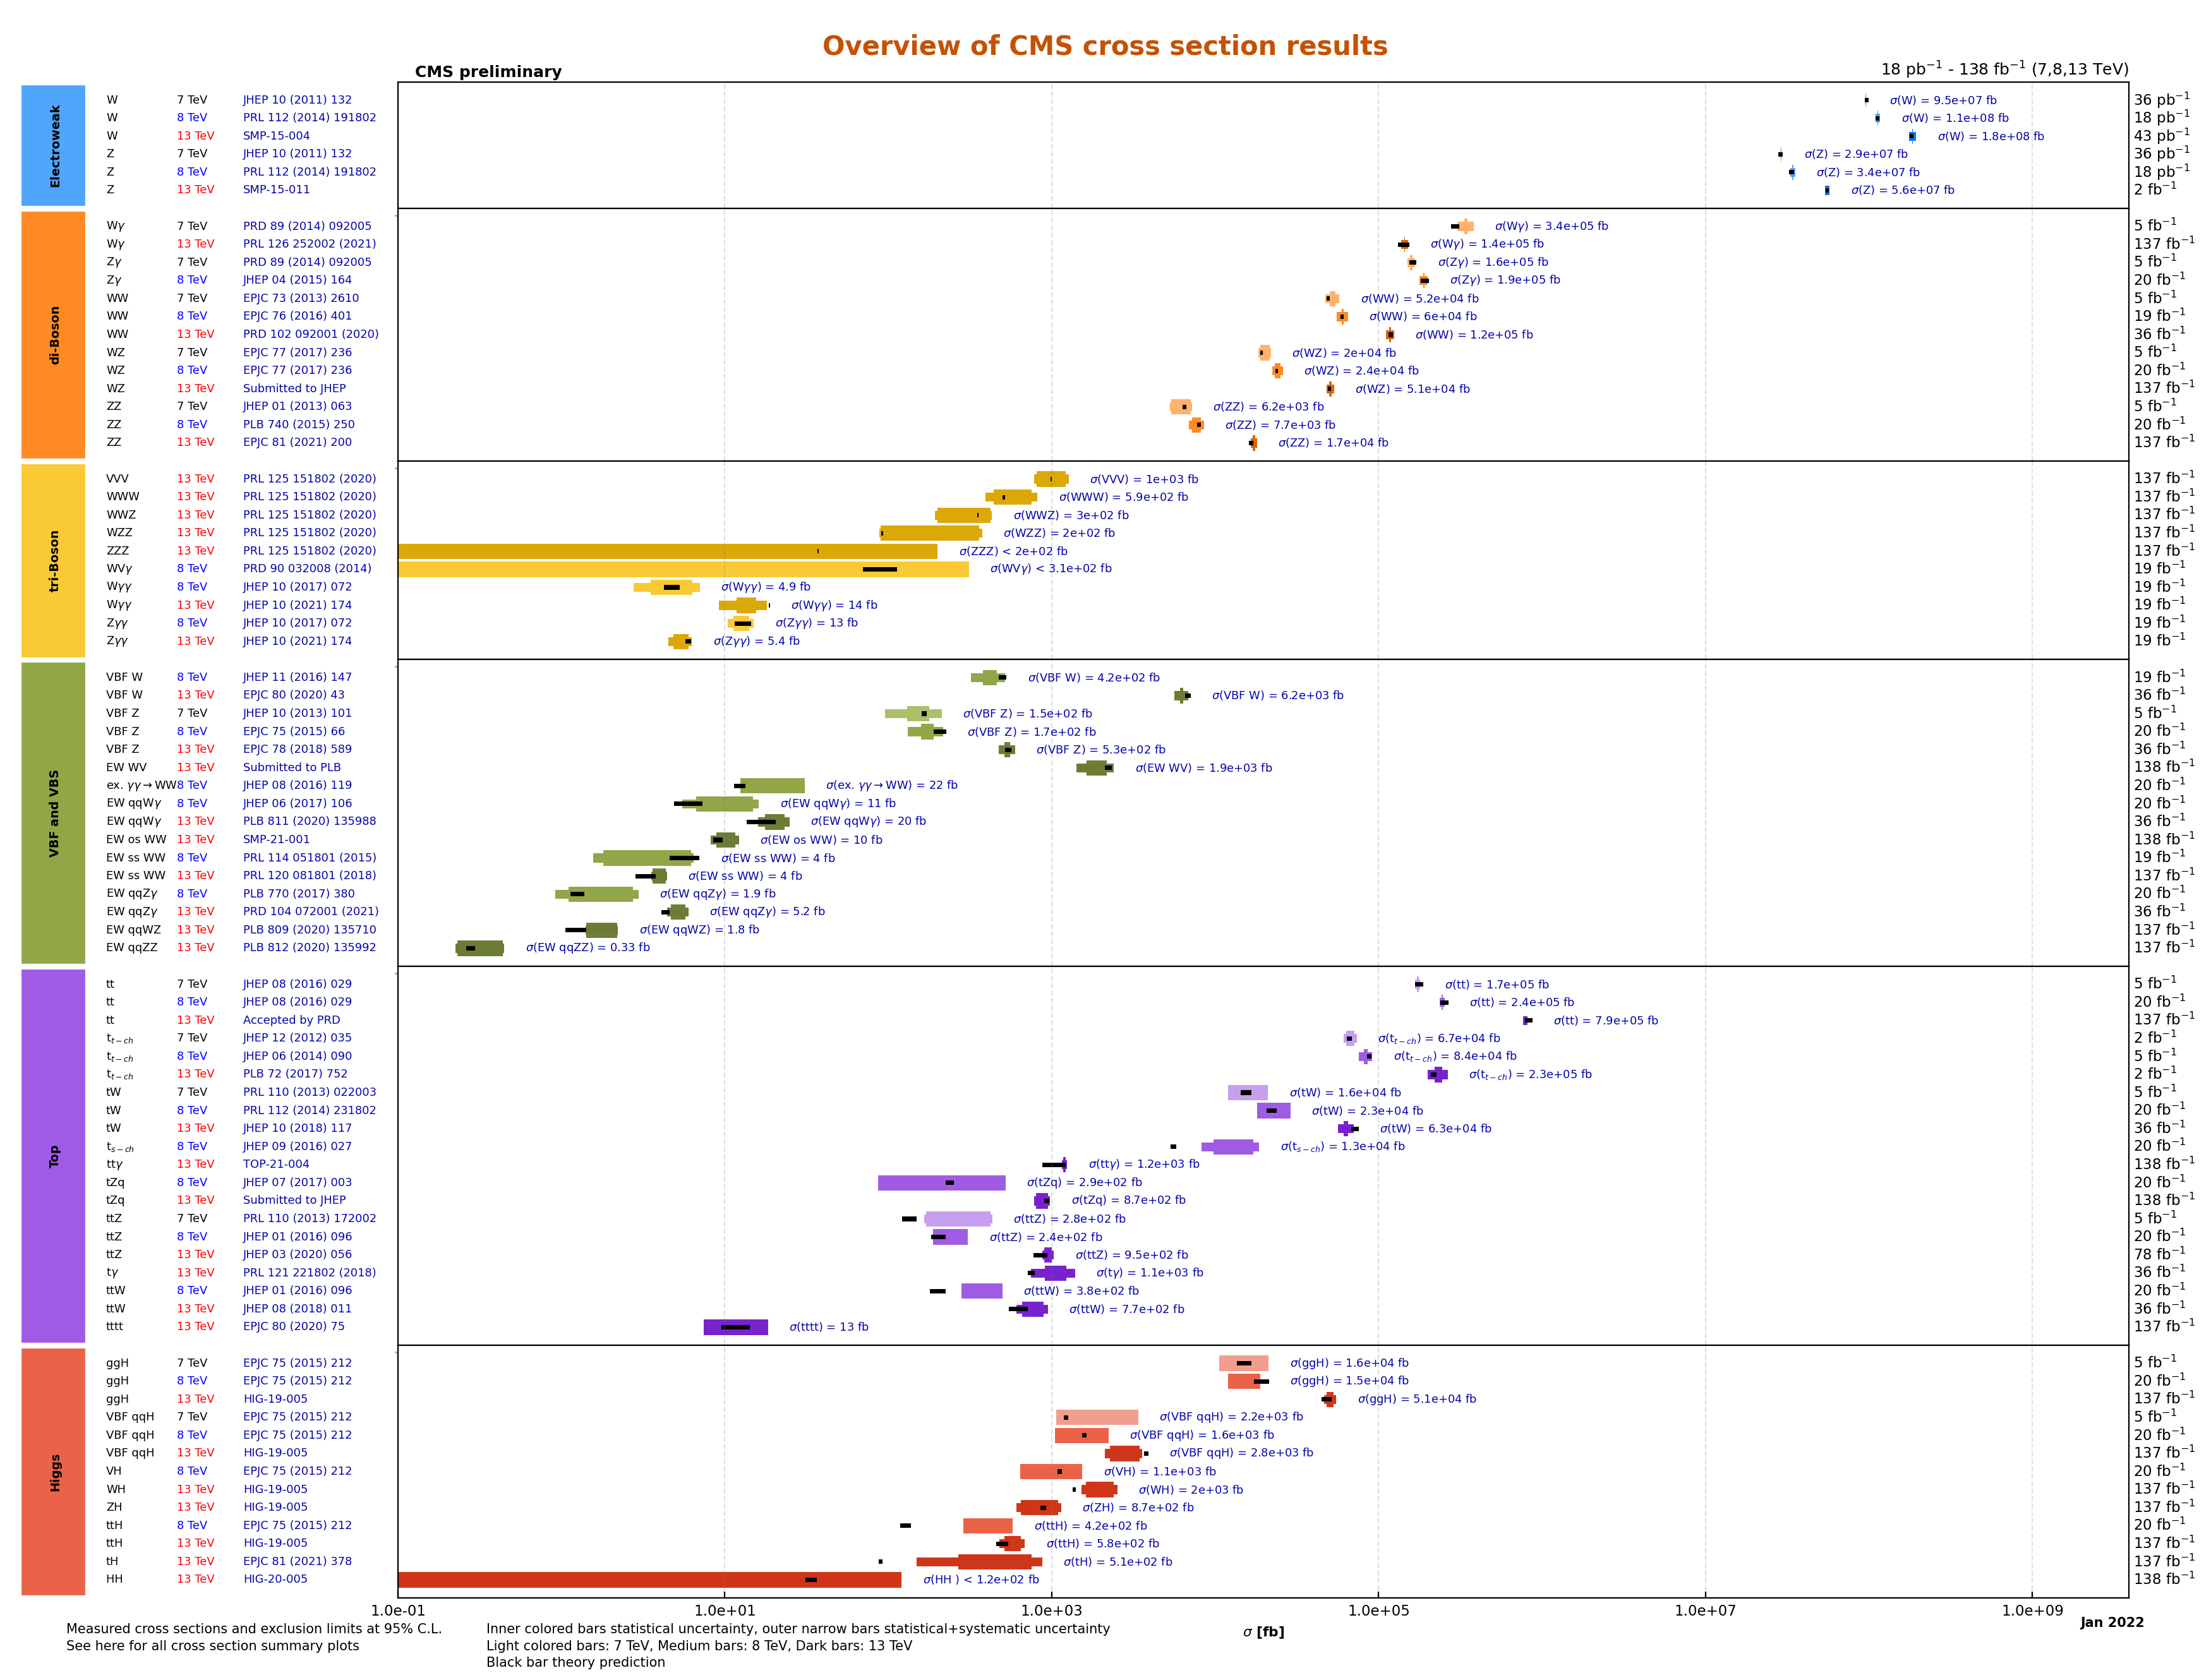 Overview of CMS cross section results
CMS preliminary
18 pb⁻¹ - 138 fb⁻¹ (7,8,13 TeV)
Electroweak
W 7 TeV JHEP 10 (2011) 132 σ(W) = 9.5e+07 fb 36 pb⁻¹
W 8 TeV PRL 112 (2014) 191802 σ(W) = 1.1e+08 fb 18 pb⁻¹
W 13 TeV SMP-15-004 σ(W) = 1.8e+08 fb 43 pb⁻¹
Z 7 TeV JHEP 10 (2011) 132 σ(Z) = 2.9e+07 fb 36 pb⁻¹
Z 8 TeV PRL 112 (2014) 191802 σ(Z) = 3.4e+07 fb 18 pb⁻¹
Z 13 TeV SMP-15-011 σ(Z) = 5.6e+07 fb 2 fb⁻¹
di-Boson
Wγ 7 TeV PRD 89 (2014) 092005 σ(Wγ) = 3.4e+05 fb 5 fb⁻¹
Wγ 13 TeV PRL 126 252002 (2021) σ(Wγ) = 1.4e+05 fb 137 fb⁻¹
Zγ 7 TeV PRD 89 (2014) 092005 σ(Zγ) = 1.6e+05 fb 5 fb⁻¹
Zγ 8 TeV JHEP 04 (2015) 164 σ(Zγ) = 1.9e+05 fb 20 fb⁻¹
WW 7 TeV EPJC 73 (2013) 2610 σ(WW) = 5.2e+04 fb 5 fb⁻¹
WW 8 TeV EPJC 76 (2016) 401 σ(WW) = 6e+04 fb 19 fb⁻¹
WW 13 TeV PRD 102 092001 (2020) σ(WW) = 1.2e+05 fb 36 fb⁻¹
WZ 7 TeV EPJC 77 (2017) 236 σ(WZ) = 2e+04 fb 5 fb⁻¹
WZ 8 TeV EPJC 77 (2017) 236 σ(WZ) = 2.4e+04 fb 20 fb⁻¹
WZ 13 TeV Submitted to JHEP σ(WZ) = 5.1e+04 fb 137 fb⁻¹
ZZ 7 TeV JHEP 01 (2013) 063 σ(ZZ) = 6.2e+03 fb 5 fb⁻¹
ZZ 8 TeV PLB 740 (2015) 250 σ(ZZ) = 7.7e+03 fb 20 fb⁻¹
ZZ 13 TeV EPJC 81 (2021) 200 σ(ZZ) = 1.7e+04 fb 137 fb⁻¹
tri-Boson
VVV 13 TeV PRL 125 151802 (2020) σ(VVV) = 1e+03 fb 137 fb⁻¹
WWW 13 TeV PRL 125 151802 (2020) σ(WWW) = 5.9e+02 fb 137 fb⁻¹
WWZ 13 TeV PRL 125 151802 (2020) σ(WWZ) = 3e+02 fb 137 fb⁻¹
WZZ 13 TeV PRL 125 151802 (2020) σ(WZZ) = 2e+02 fb 137 fb⁻¹
ZZZ 13 TeV PRL 125 151802 (2020) σ(ZZZ) < 2e+02 fb 137 fb⁻¹
WVγ 8 TeV PRD 90 032008 (2014) σ(WVγ) < 3.1e+02 fb 19 fb⁻¹
Wγγ 8 TeV JHEP 10 (2017) 072 σ(Wγγ) = 4.9 fb 19 fb⁻¹
Wγγ 13 TeV JHEP 10 (2021) 174 σ(Wγγ) = 14 fb 19 fb⁻¹
Zγγ 8 TeV JHEP 10 (2017) 072 σ(Zγγ) = 13 fb 19 fb⁻¹
Zγγ 13 TeV JHEP 10 (2021) 174 σ(Zγγ) = 5.4 fb 19 fb⁻¹
VBF and VBS
VBF W 8 TeV JHEP 11 (2016) 147 σ(VBF W) = 4.2e+02 fb 19 fb⁻¹
VBF W 13 TeV EPJC 80 (2020) 43 σ(VBF W) = 6.2e+03 fb 36 fb⁻¹
VBF Z 7 TeV JHEP 10 (2013) 101 σ(VBF Z) = 1.5e+02 fb 5 fb⁻¹
VBF Z 8 TeV EPJC 75 (2015) 66 σ(VBF Z) = 1.7e+02 fb 20 fb⁻¹
VBF Z 13 TeV EPJC 78 (2018) 589 σ(VBF Z) = 5.3e+02 fb 36 fb⁻¹
EW WV 13 TeV Submitted to PLB σ(EW WV) = 1.9e+03 fb 138 fb⁻¹
ex. γγ→WW 8 TeV JHEP 08 (2016) 119 σ(ex. γγ→WW) = 22 fb 20 fb⁻¹
EW qqWγ 8 TeV JHEP 06 (2017) 106 σ(EW qqWγ) = 11 fb 20 fb⁻¹
EW qqWγ 13 TeV PLB 811 (2020) 135988 σ(EW qqWγ) = 20 fb 36 fb⁻¹
EW os WW 13 TeV SMP-21-001 σ(EW os WW) = 10 fb 138 fb⁻¹
EW ss WW 8 TeV PRL 114 051801 (2015) σ(EW ss WW) = 4 fb 19 fb⁻¹
EW ss WW 13 TeV PRL 120 081801 (2018) σ(EW ss WW) = 4 fb 137 fb⁻¹
EW qqZγ 8 TeV PLB 770 (2017) 380 σ(EW qqZγ) = 1.9 fb 20 fb⁻¹
EW qqZγ 13 TeV PRD 104 072001 (2021) σ(EW qqZγ) = 5.2 fb 36 fb⁻¹
EW qqWZ 13 TeV PLB 809 (2020) 135710 σ(EW qqWZ) = 1.8 fb 137 fb⁻¹
EW qqZZ 13 TeV PLB 812 (2020) 135992 σ(EW qqZZ) = 0.33 fb 137 fb⁻¹
Top
tt 7 TeV JHEP 08 (2016) 029 σ(tt) = 1.7e+05 fb 5 fb⁻¹
tt 8 TeV JHEP 08 (2016) 029 σ(tt) = 2.4e+05 fb 20 fb⁻¹
tt 13 TeV Accepted by PRD σ(tt) = 7.9e+05 fb 137 fb⁻¹
t_{t−ch} 7 TeV JHEP 12 (2012) 035 σ(t_{t−ch}) = 6.7e+04 fb 2 fb⁻¹
t_{t−ch} 8 TeV JHEP 06 (2014) 090 σ(t_{t−ch}) = 8.4e+04 fb 5 fb⁻¹
t_{t−ch} 13 TeV PLB 72 (2017) 752 σ(t_{t−ch}) = 2.3e+05 fb 2 fb⁻¹
tW 7 TeV PRL 110 (2013) 022003 σ(tW) = 1.6e+04 fb 5 fb⁻¹
tW 8 TeV PRL 112 (2014) 231802 σ(tW) = 2.3e+04 fb 20 fb⁻¹
tW 13 TeV JHEP 10 (2018) 117 σ(tW) = 6.3e+04 fb 36 fb⁻¹
t_{s−ch} 8 TeV JHEP 09 (2016) 027 σ(t_{s−ch}) = 1.3e+04 fb 20 fb⁻¹
ttγ 13 TeV TOP-21-004 σ(ttγ) = 1.2e+03 fb 138 fb⁻¹
tZq 8 TeV JHEP 07 (2017) 003 σ(tZq) = 2.9e+02 fb 20 fb⁻¹
tZq 13 TeV Submitted to JHEP σ(tZq) = 8.7e+02 fb 138 fb⁻¹
ttZ 7 TeV PRL 110 (2013) 172002 σ(ttZ) = 2.8e+02 fb 5 fb⁻¹
ttZ 8 TeV JHEP 01 (2016) 096 σ(ttZ) = 2.4e+02 fb 20 fb⁻¹
ttZ 13 TeV JHEP 03 (2020) 056 σ(ttZ) = 9.5e+02 fb 78 fb⁻¹
tγ 13 TeV PRL 121 221802 (2018) σ(tγ) = 1.1e+03 fb 36 fb⁻¹
ttW 8 TeV JHEP 01 (2016) 096 σ(ttW) = 3.8e+02 fb 20 fb⁻¹
ttW 13 TeV JHEP 08 (2018) 011 σ(ttW) = 7.7e+02 fb 36 fb⁻¹
tttt 13 TeV EPJC 80 (2020) 75 σ(tttt) = 13 fb 137 fb⁻¹
Higgs
ggH 7 TeV EPJC 75 (2015) 212 σ(ggH) = 1.6e+04 fb 5 fb⁻¹
ggH 8 TeV EPJC 75 (2015) 212 σ(ggH) = 1.5e+04 fb 20 fb⁻¹
ggH 13 TeV HIG-19-005 σ(ggH) = 5.1e+04 fb 137 fb⁻¹
VBF qqH 7 TeV EPJC 75 (2015) 212 σ(VBF qqH) = 2.2e+03 fb 5 fb⁻¹
VBF qqH 8 TeV EPJC 75 (2015) 212 σ(VBF qqH) = 1.6e+03 fb 20 fb⁻¹
VBF qqH 13 TeV HIG-19-005 σ(VBF qqH) = 2.8e+03 fb 137 fb⁻¹
VH 8 TeV EPJC 75 (2015) 212 σ(VH) = 1.1e+03 fb 20 fb⁻¹
WH 13 TeV HIG-19-005 σ(WH) = 2e+03 fb 137 fb⁻¹
ZH 13 TeV HIG-19-005 σ(ZH) = 8.7e+02 fb 137 fb⁻¹
ttH 8 TeV EPJC 75 (2015) 212 σ(ttH) = 4.2e+02 fb 20 fb⁻¹
ttH 13 TeV HIG-19-005 σ(ttH) = 5.8e+02 fb 137 fb⁻¹
tH 13 TeV EPJC 81 (2021) 378 σ(tH) = 5.1e+02 fb 137 fb⁻¹
HH 13 TeV HIG-20-005 σ(HH ) < 1.2e+02 fb 138 fb⁻¹
1.0e-01 1.0e+01 1.0e+03 1.0e+05 1.0e+07 1.0e+09
σ [fb]
Jan 2022
Measured cross sections and exclusion limits at 95% C.L.
See here for all cross section summary plots
Inner colored bars statistical uncertainty, outer narrow bars statistical+systematic uncertainty
Light colored bars: 7 TeV, Medium bars: 8 TeV, Dark bars: 13 TeV
Black bar theory prediction